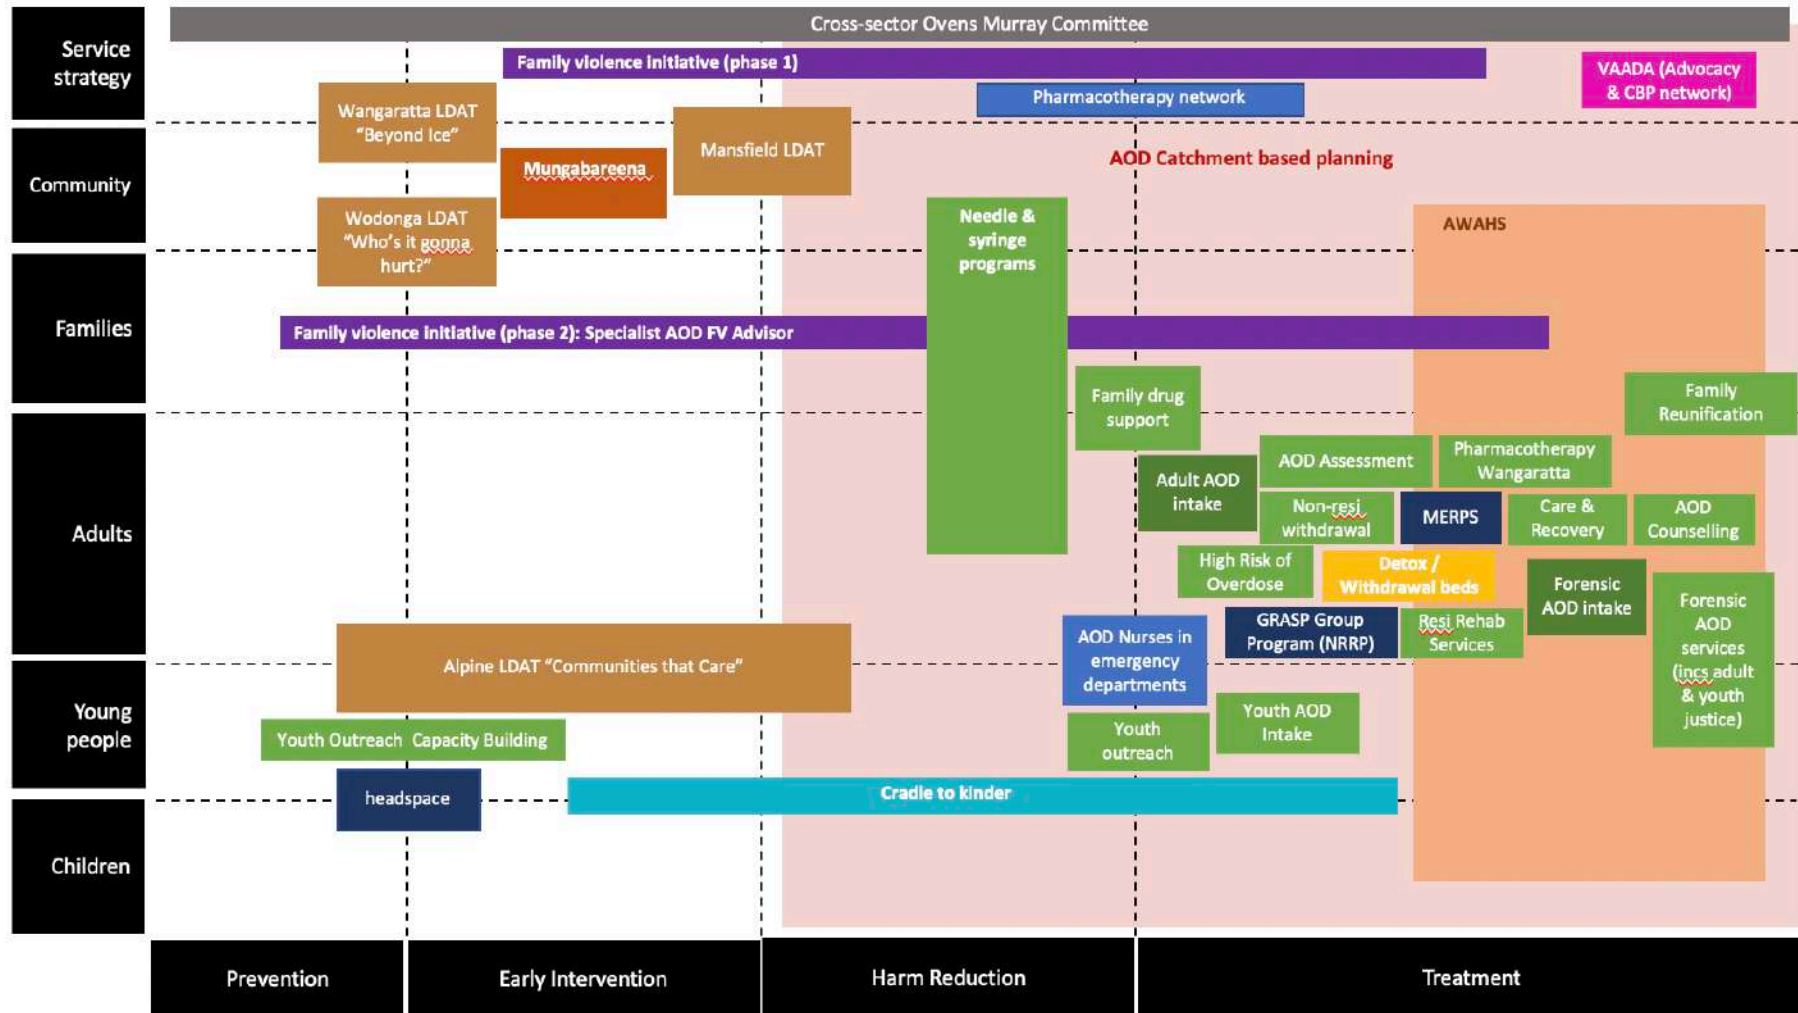 Cross-sector Ovens Murray Committee
Service
strategy
Family violence initiative (phase 1)
VAADA (Advocacy
& CBP network)
Pharmacotherapy network
Wangaratta LDAT
“Beyond Ice”
Mansfield LDAT
Community
Mungabareena
AOD Catchment based planning
Wodonga LDAT
“Who’s it gonna
hurt?”
Needle &
syringe
programs
AWAHS
Families
Family violence initiative (phase 2): Specialist AOD FV Advisor
Family drug
support
Family
Reunification
Adults
AOD Assessment
Pharmacotherapy
Wangaratta
Adult AOD
intake
Non-resi
withdrawal
MERPS
Care &
Recovery
AOD
Counselling
High Risk of
Overdose
Detox /
Withdrawal beds
Forensic
AOD intake
Forensic
AOD
services
(incs adult
& youth
justice)
GRASP Group
Program (NRRP)
Resi Rehab
Services
AOD Nurses in
emergency
departments
Alpine LDAT “Communities that Care”
Young
people
Youth Outreach Capacity Building
Youth
outreach
Youth AOD
Intake
headspace
Cradle to kinder
Children
Prevention
Early Intervention
Harm Reduction
Treatment